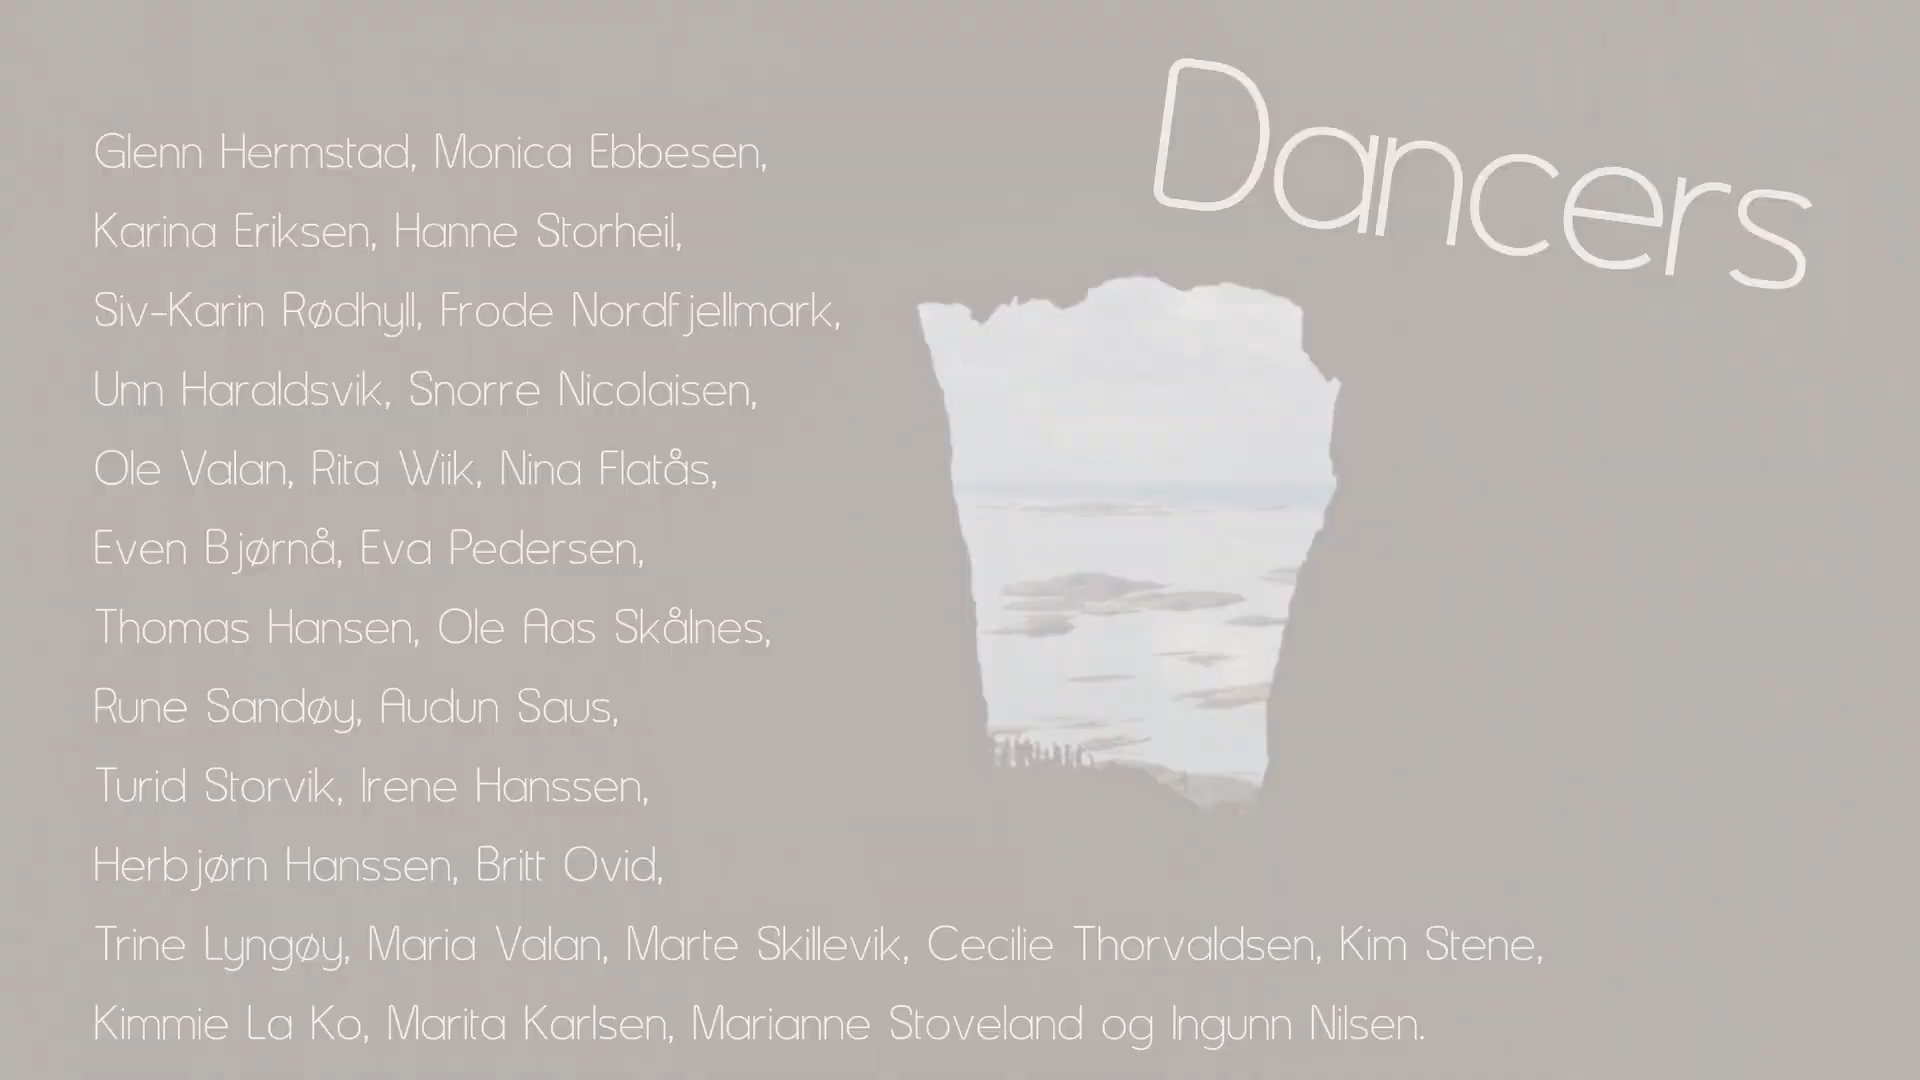 Dancers
Glenn Hermstad, Monica Ebbesen,
Karina Eriksen, Hanne Storheil,
Siv-Karin Rødhyll, Frode Nordfjellmark,
Unn Haraldsvik, Snorre Nicolaisen,
Ole Valan, Rita Wiik, Nina Flatås,
Even Bjørnå, Eva Pedersen,
Thomas Hansen, Ole Aas Skålnes,
Rune Sandøy, Audun Saus,
Turid Storvik, Irene Hanssen,
Herbjørn Hanssen, Britt Ovid,
Trine Lyngøy, Maria Valan, Marte Skillevik, Cecilie Thorvaldsen, Kim Stene,
Kimmie La Ko, Marita Karlsen, Marianne Stoveland og Ingunn Nilsen.